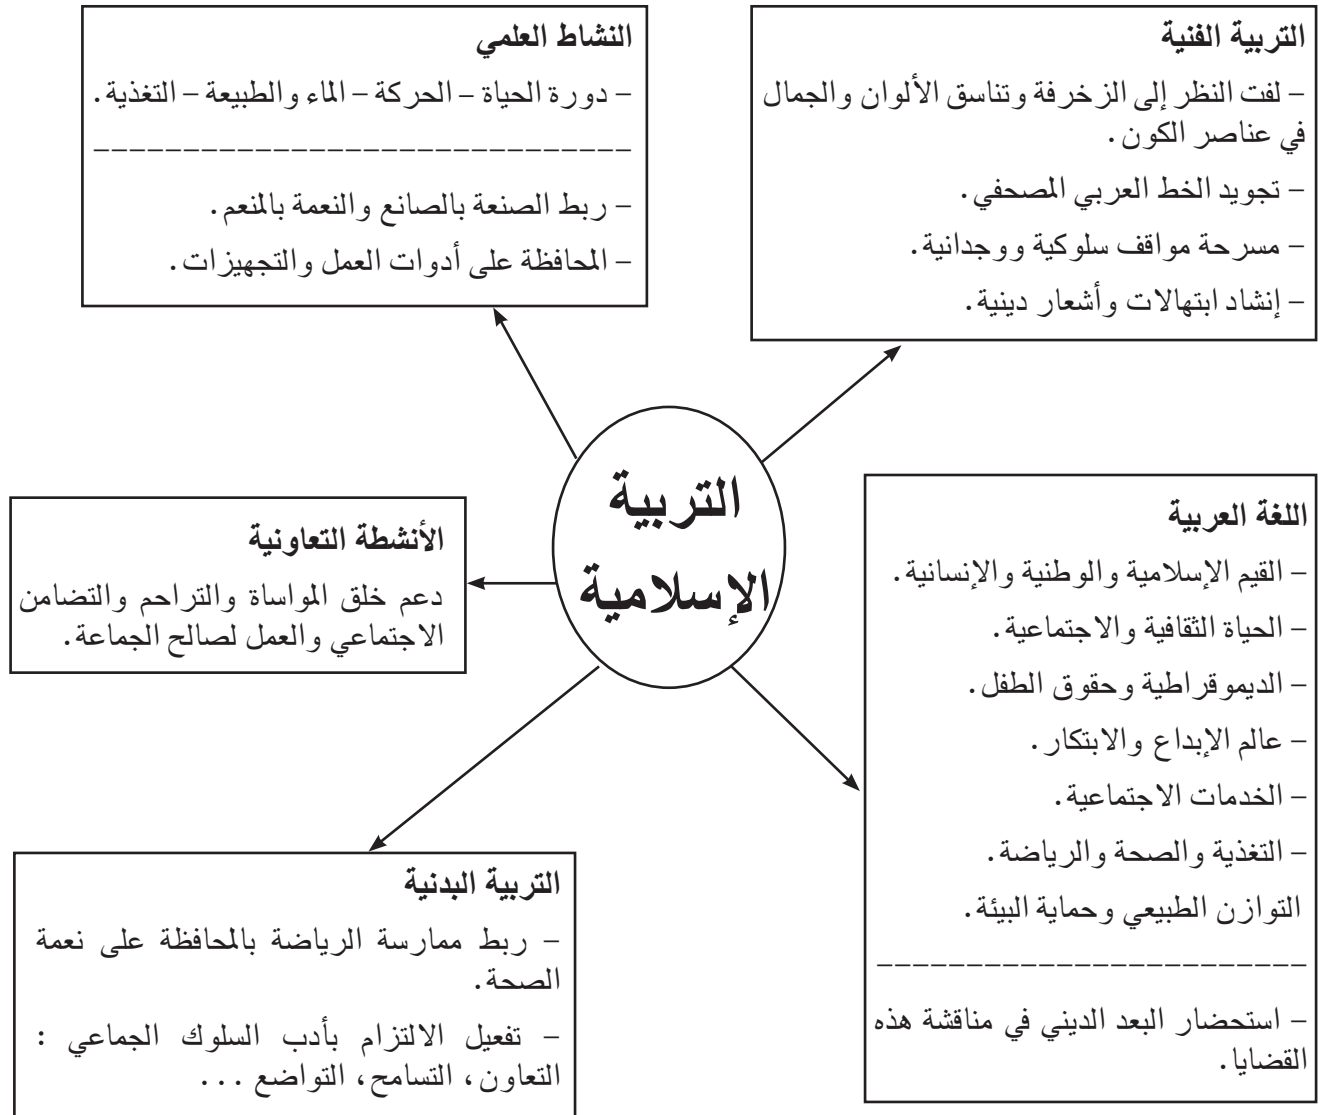 التربية الفنية
– لفت النظر إلى الزخرفة وتناسق الألوان والجمال
في عناصر الكون.
– تجويد الخط العربي المصحفي.
– مسرحة مواقف سلوكية ووجدانية.
– إنشاد ابتهالات وأشعار دينية.
النشاط العلمي
– دورة الحياة – الحركة – الماء والطبيعة – التغذية.
– ربط الصنعة بالصانع والنعمة بالمنعم.
– المحافظة على أدوات العمل والتجهيزات.
التربية
الإسلامية
اللغة العربية
– القيم الإسلامية والوطنية والإنسانية.
– الحياة الثقافية والاجتماعية.
– الديموقراطية وحقوق الطفل.
– عالم الإبداع والابتكار.
– الخدمات الاجتماعية.
– التغذية والصحة والرياضة.
التوازن الطبيعي وحماية البيئة.
– استحضار البعد الديني في مناقشة هذه
القضايا.
الأنشطة التعاونية
دعم خلق المواساة والتراحم والتضامن
الاجتماعي والعمل لصالح الجماعة.
التربية البدنية
– ربط ممارسة الرياضة بالمحافظة على نعمة
الصحة.
– تفعيل الالتزام بأدب السلوك الجماعي :
التعاون، التسامح، التواضع ...